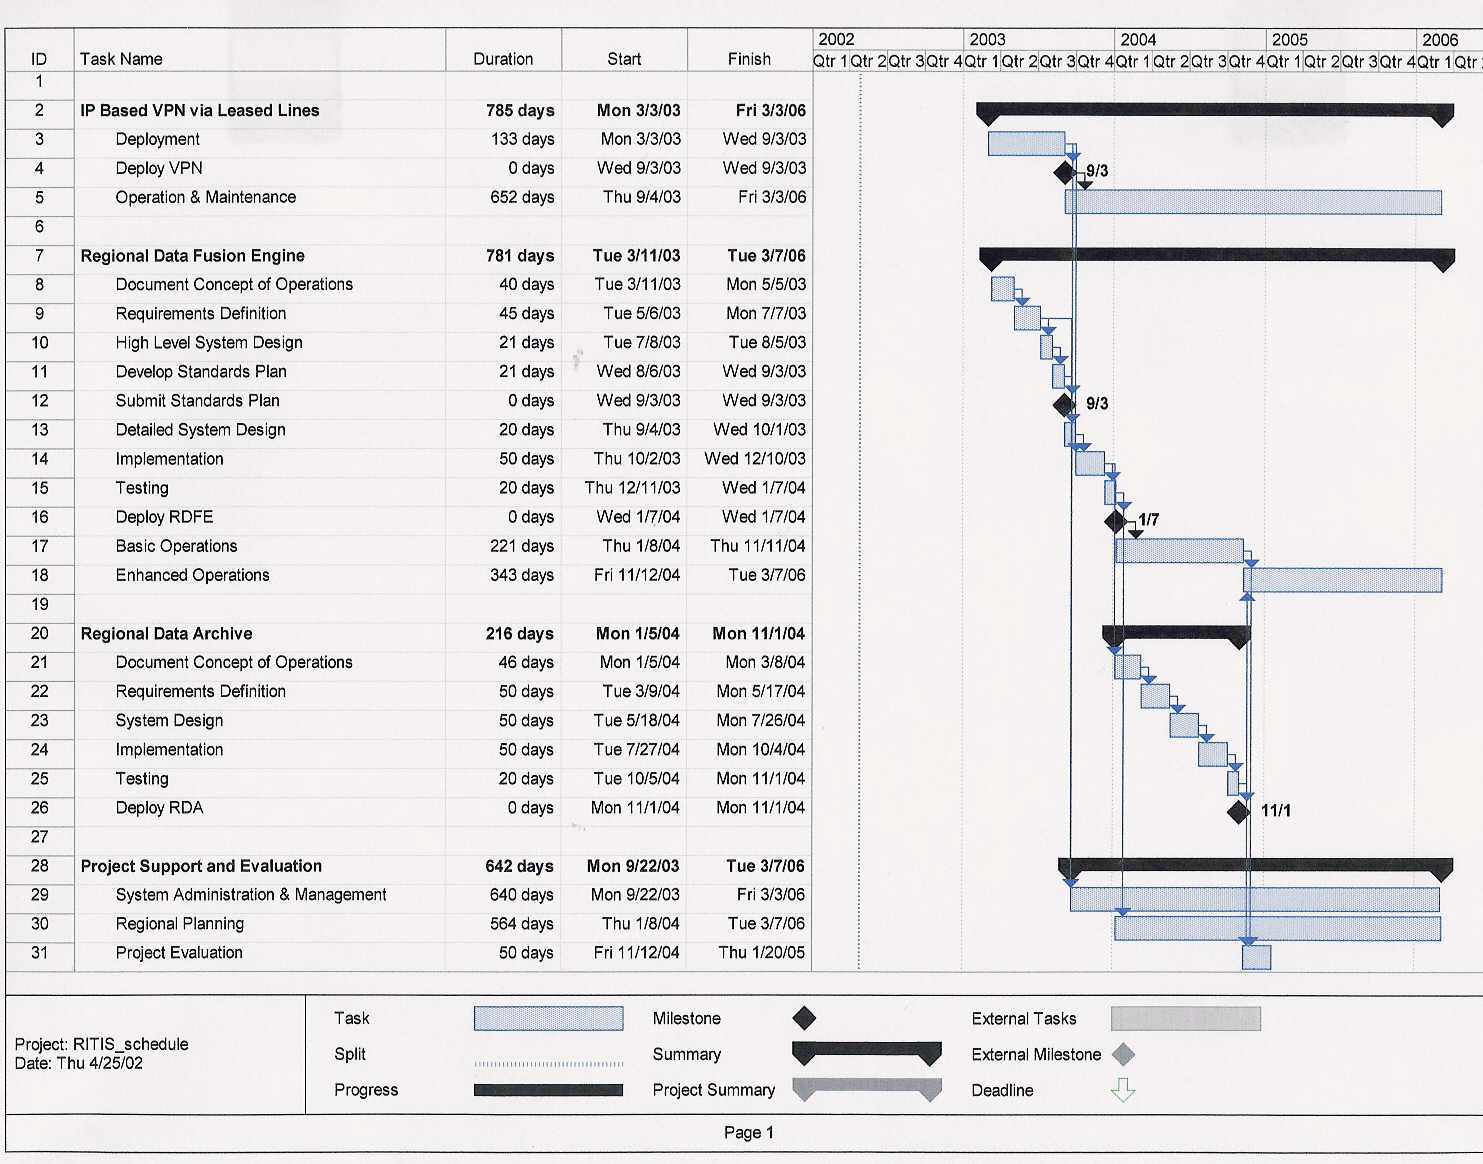 2002 2003 2004 2005 2006
ID Task Name Duration Start Finish Qtr 1 Qtr 2 Qtr 3 Qtr 4 Qtr 1 Qtr 2 Qtr 3 Qtr 4 Qtr 1 Qtr 2 Qtr 3 Qtr 4 Qtr 1 Qtr 2 Qtr 3 Qtr 4 Qtr 1 Qtr
1
2 IP Based VPN via Leased Lines 785 days Mon 3/3/03 Fri 3/3/06
3 Deployment 133 days Mon 3/3/03 Wed 9/3/03
4 Deploy VPN 0 days Wed 9/3/03 Wed 9/3/03 9/3
5 Operation & Maintenance 652 days Thu 9/4/03 Fri 3/3/06
6
7 Regional Data Fusion Engine 781 days Tue 3/11/03 Tue 3/7/06
8 Document Concept of Operations 40 days Tue 3/11/03 Mon 5/5/03
9 Requirements Definition 45 days Tue 5/6/03 Mon 7/7/03
10 High Level System Design 21 days Tue 7/8/03 Tue 8/5/03
11 Develop Standards Plan 21 days Wed 8/6/03 Wed 9/3/03
12 Submit Standards Plan 0 days Wed 9/3/03 Wed 9/3/03 9/3
13 Detailed System Design 20 days Thu 9/4/03 Wed 10/1/03
14 Implementation 50 days Thu 10/2/03 Wed 12/10/03
15 Testing 20 days Thu 12/11/03 Wed 1/7/04
16 Deploy RDFE 0 days Wed 1/7/04 Wed 1/7/04 1/7
17 Basic Operations 221 days Thu 1/8/04 Thu 11/11/04
18 Enhanced Operations 343 days Fri 11/12/04 Tue 3/7/06
19
20 Regional Data Archive 216 days Mon 1/5/04 Mon 11/1/04
21 Document Concept of Operations 46 days Mon 1/5/04 Mon 3/8/04
22 Requirements Definition 50 days Tue 3/9/04 Mon 5/17/04
23 System Design 50 days Tue 5/18/04 Mon 7/26/04
24 Implementation 50 days Tue 7/27/04 Mon 10/4/04
25 Testing 20 days Tue 10/5/04 Mon 11/1/04
26 Deploy RDA 0 days Mon 11/1/04 Mon 11/1/04 11/1
27
28 Project Support and Evaluation 642 days Mon 9/22/03 Tue 3/7/06
29 System Administration & Management 640 days Mon 9/22/03 Fri 3/3/06
30 Regional Planning 564 days Thu 1/8/04 Tue 3/7/06
31 Project Evaluation 50 days Fri 11/12/04 Thu 1/20/05
Project: RITIS_schedule
Date: Thu 4/25/02
Task Milestone External Tasks
Split Summary External Milestone
Progress Project Summary Deadline
Page 1